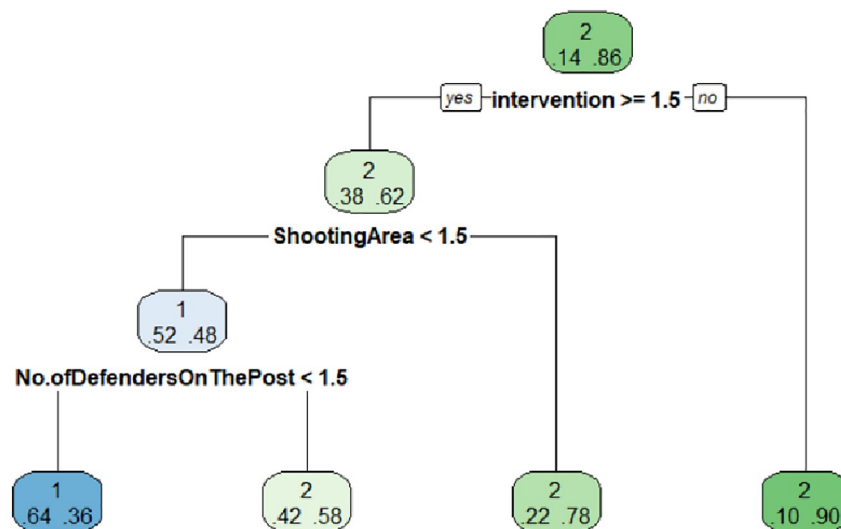 2
.14 .86
yes intervention >= 1.5 no
2
.38 .62
ShootingArea < 1.5
1
.52 .48
No.ofDefendersOnThePost < 1.5
1 2 2 2
.64 .36 .42 .58 .22 .78 .10 .90